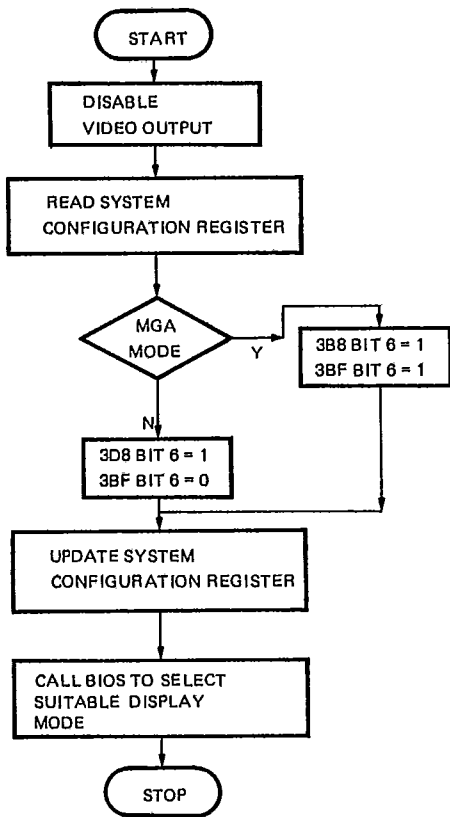 START
DISABLE
VIDEO OUTPUT
READ SYSTEM
CONFIGURATION REGISTER
MGA
MODE
Y
3B8 BIT 6 = 1
3BF BIT 6 = 1
N
3D8 BIT 6 = 1
3BF BIT 6 = 0
UPDATE SYSTEM
CONFIGURATION REGISTER
CALL BIOS TO SELECT
SUITABLE DISPLAY
MODE
STOP